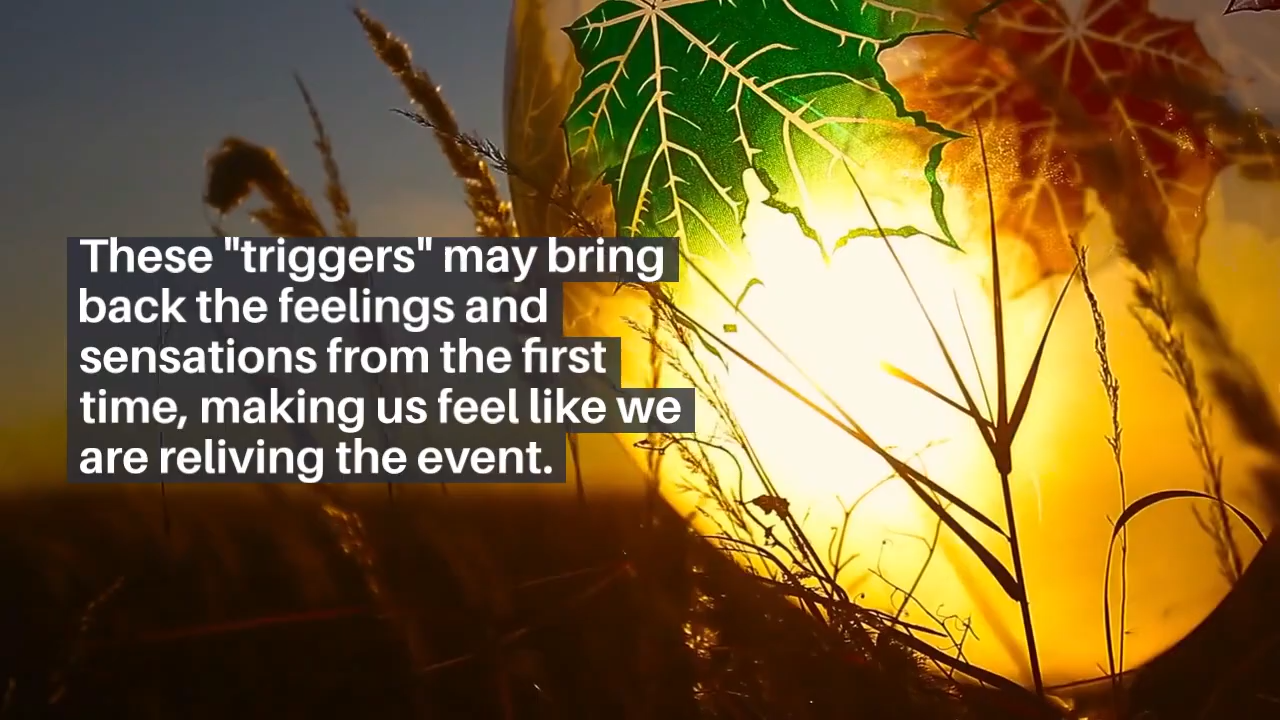 These "triggers" may bring
back the feelings and
sensations from the first
time, making us feel like we
are reliving the event.